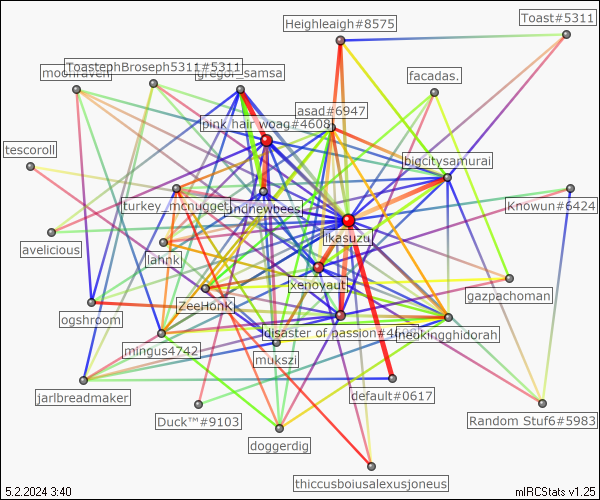 Toast#5311
Heighleaigh#8575
ToastephBroseph5311#5311
moonraven
gregor_samsa
facadas.
asad#6947
pink hair woag#4608
tescoroll
bigcitysamurai
turkey_mcnugget
Knowun#6424
ikasuzu
avelicious
lahnk
xenovaut
gazpachoman
ZeeHonk
ogshroom
disaster of passion#4
neokingghidorah
mingus4742
mukszi
jarlbreadmaker
default#0617
Duck™#9103
Random Stuf6#5983
doggerdig
thiccusboiusalexusjoneus
5.2.2024 3:40
mIRCStats v1.25